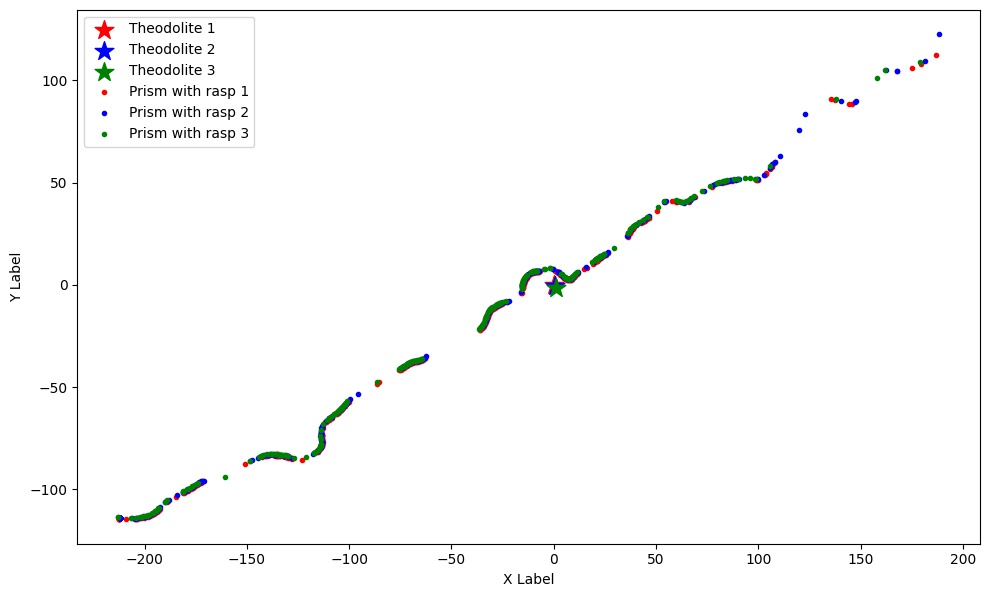 Theodolite 1
Theodolite 2
Theodolite 3
Prism with rasp 1
Prism with rasp 2
Prism with rasp 3
100
50
0
−50
−100
Y Label
−200
−150
−100
−50
0
50
100
150
200
X Label